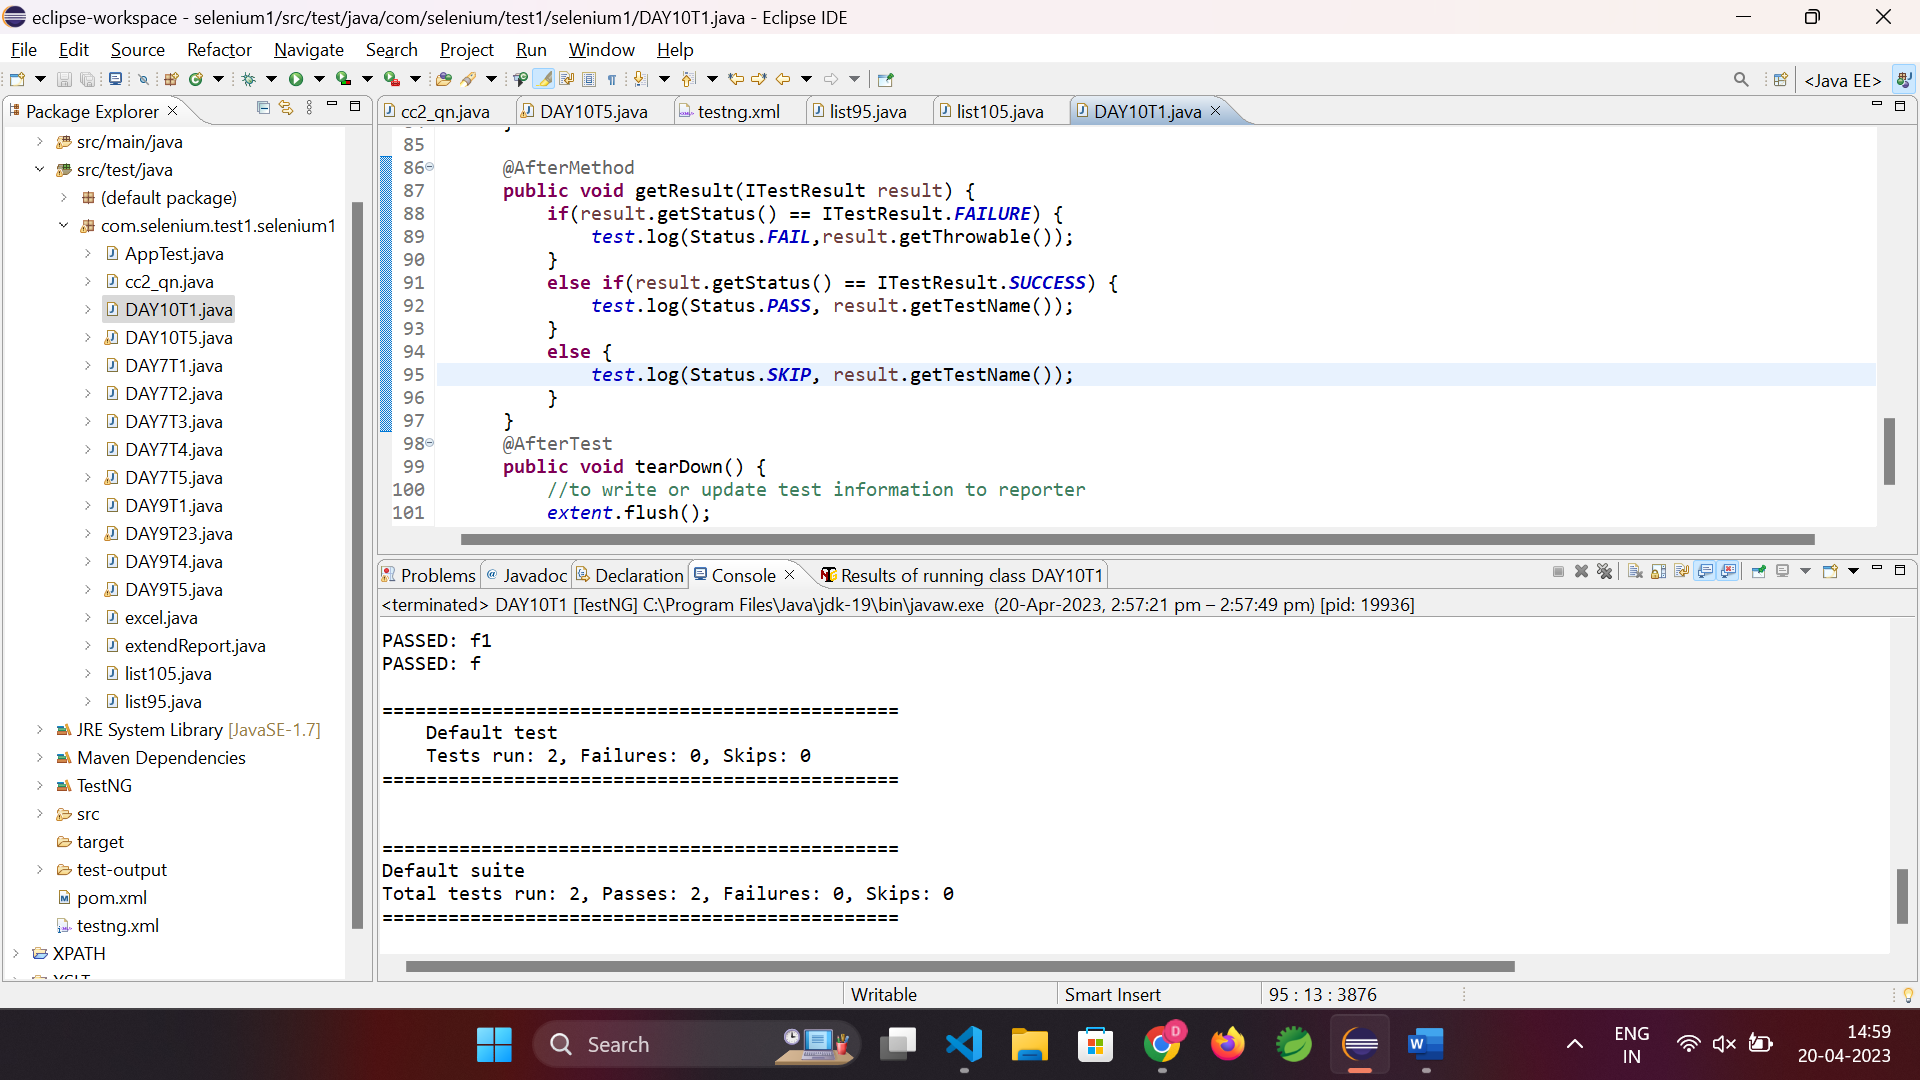 eclipse-workspace - selenium1/src/test/java/com/selenium/test1/selenium1/DAY10T1.java - Eclipse IDE
File Edit Source Refactor Navigate Search Project Run Window Help
<Java EE>
Package Explorer
src/main/java
src/test/java
(default package)
com.selenium.test1.selenium1
AppTest.java
cc2_qn.java
DAY10T1.java
DAY10T5.java
DAY7T1.java
DAY7T2.java
DAY7T3.java
DAY7T4.java
DAY7T5.java
DAY9T1.java
DAY9T23.java
DAY9T4.java
DAY9T5.java
excel.java
extendReport.java
list105.java
list95.java
JRE System Library [JavaSE-1.7]
Maven Dependencies
TestNG
src
target
test-output
pom.xml
testng.xml
XPATH
cc2_qn.java DAY10T5.java testng.xml list95.java list105.java DAY10T1.java
85
86 @AfterMethod
87 public void getResult(ITestResult result) {
88 if(result.getStatus() == ITestResult.FAILURE) {
89 test.log(Status.FAIL,result.getThrowable());
90 }
91 else if(result.getStatus() == ITestResult.SUCCESS) {
92 test.log(Status.PASS, result.getTestName());
93 }
94 else {
95 test.log(Status.SKIP, result.getTestName());
96 }
97 }
98 @AfterTest
99 public void tearDown() {
100 //to write or update test information to reporter
101 extent.flush();
Problems Javadoc Declaration Console Results of running class DAY10T1
<terminated> DAY10T1 [TestNG] C:\Program Files\Java\jdk-19\bin\javaw.exe (20-Apr-2023, 2:57:21 pm – 2:57:49 pm) [pid: 19936]
PASSED: f1
PASSED: f
===============================================
Default test
Tests run: 2, Failures: 0, Skips: 0
===============================================
===============================================
Default suite
Total tests run: 2, Passes: 2, Failures: 0, Skips: 0
===============================================
Writable Smart Insert 95 : 13 : 3876
Search
D
ENG
IN
14:59
20-04-2023